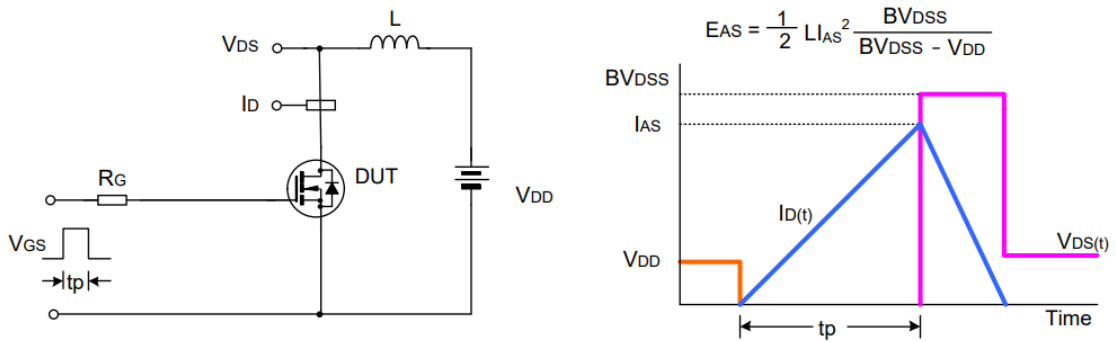 L
VDS
ID
RG
DUT
VDD
VGS
tp
EAS = 1/2 LIAS² BVDSS / BVDSS - VDD
BVDSS
IAS
ID(t)
VDD
VDS(t)
tp
Time